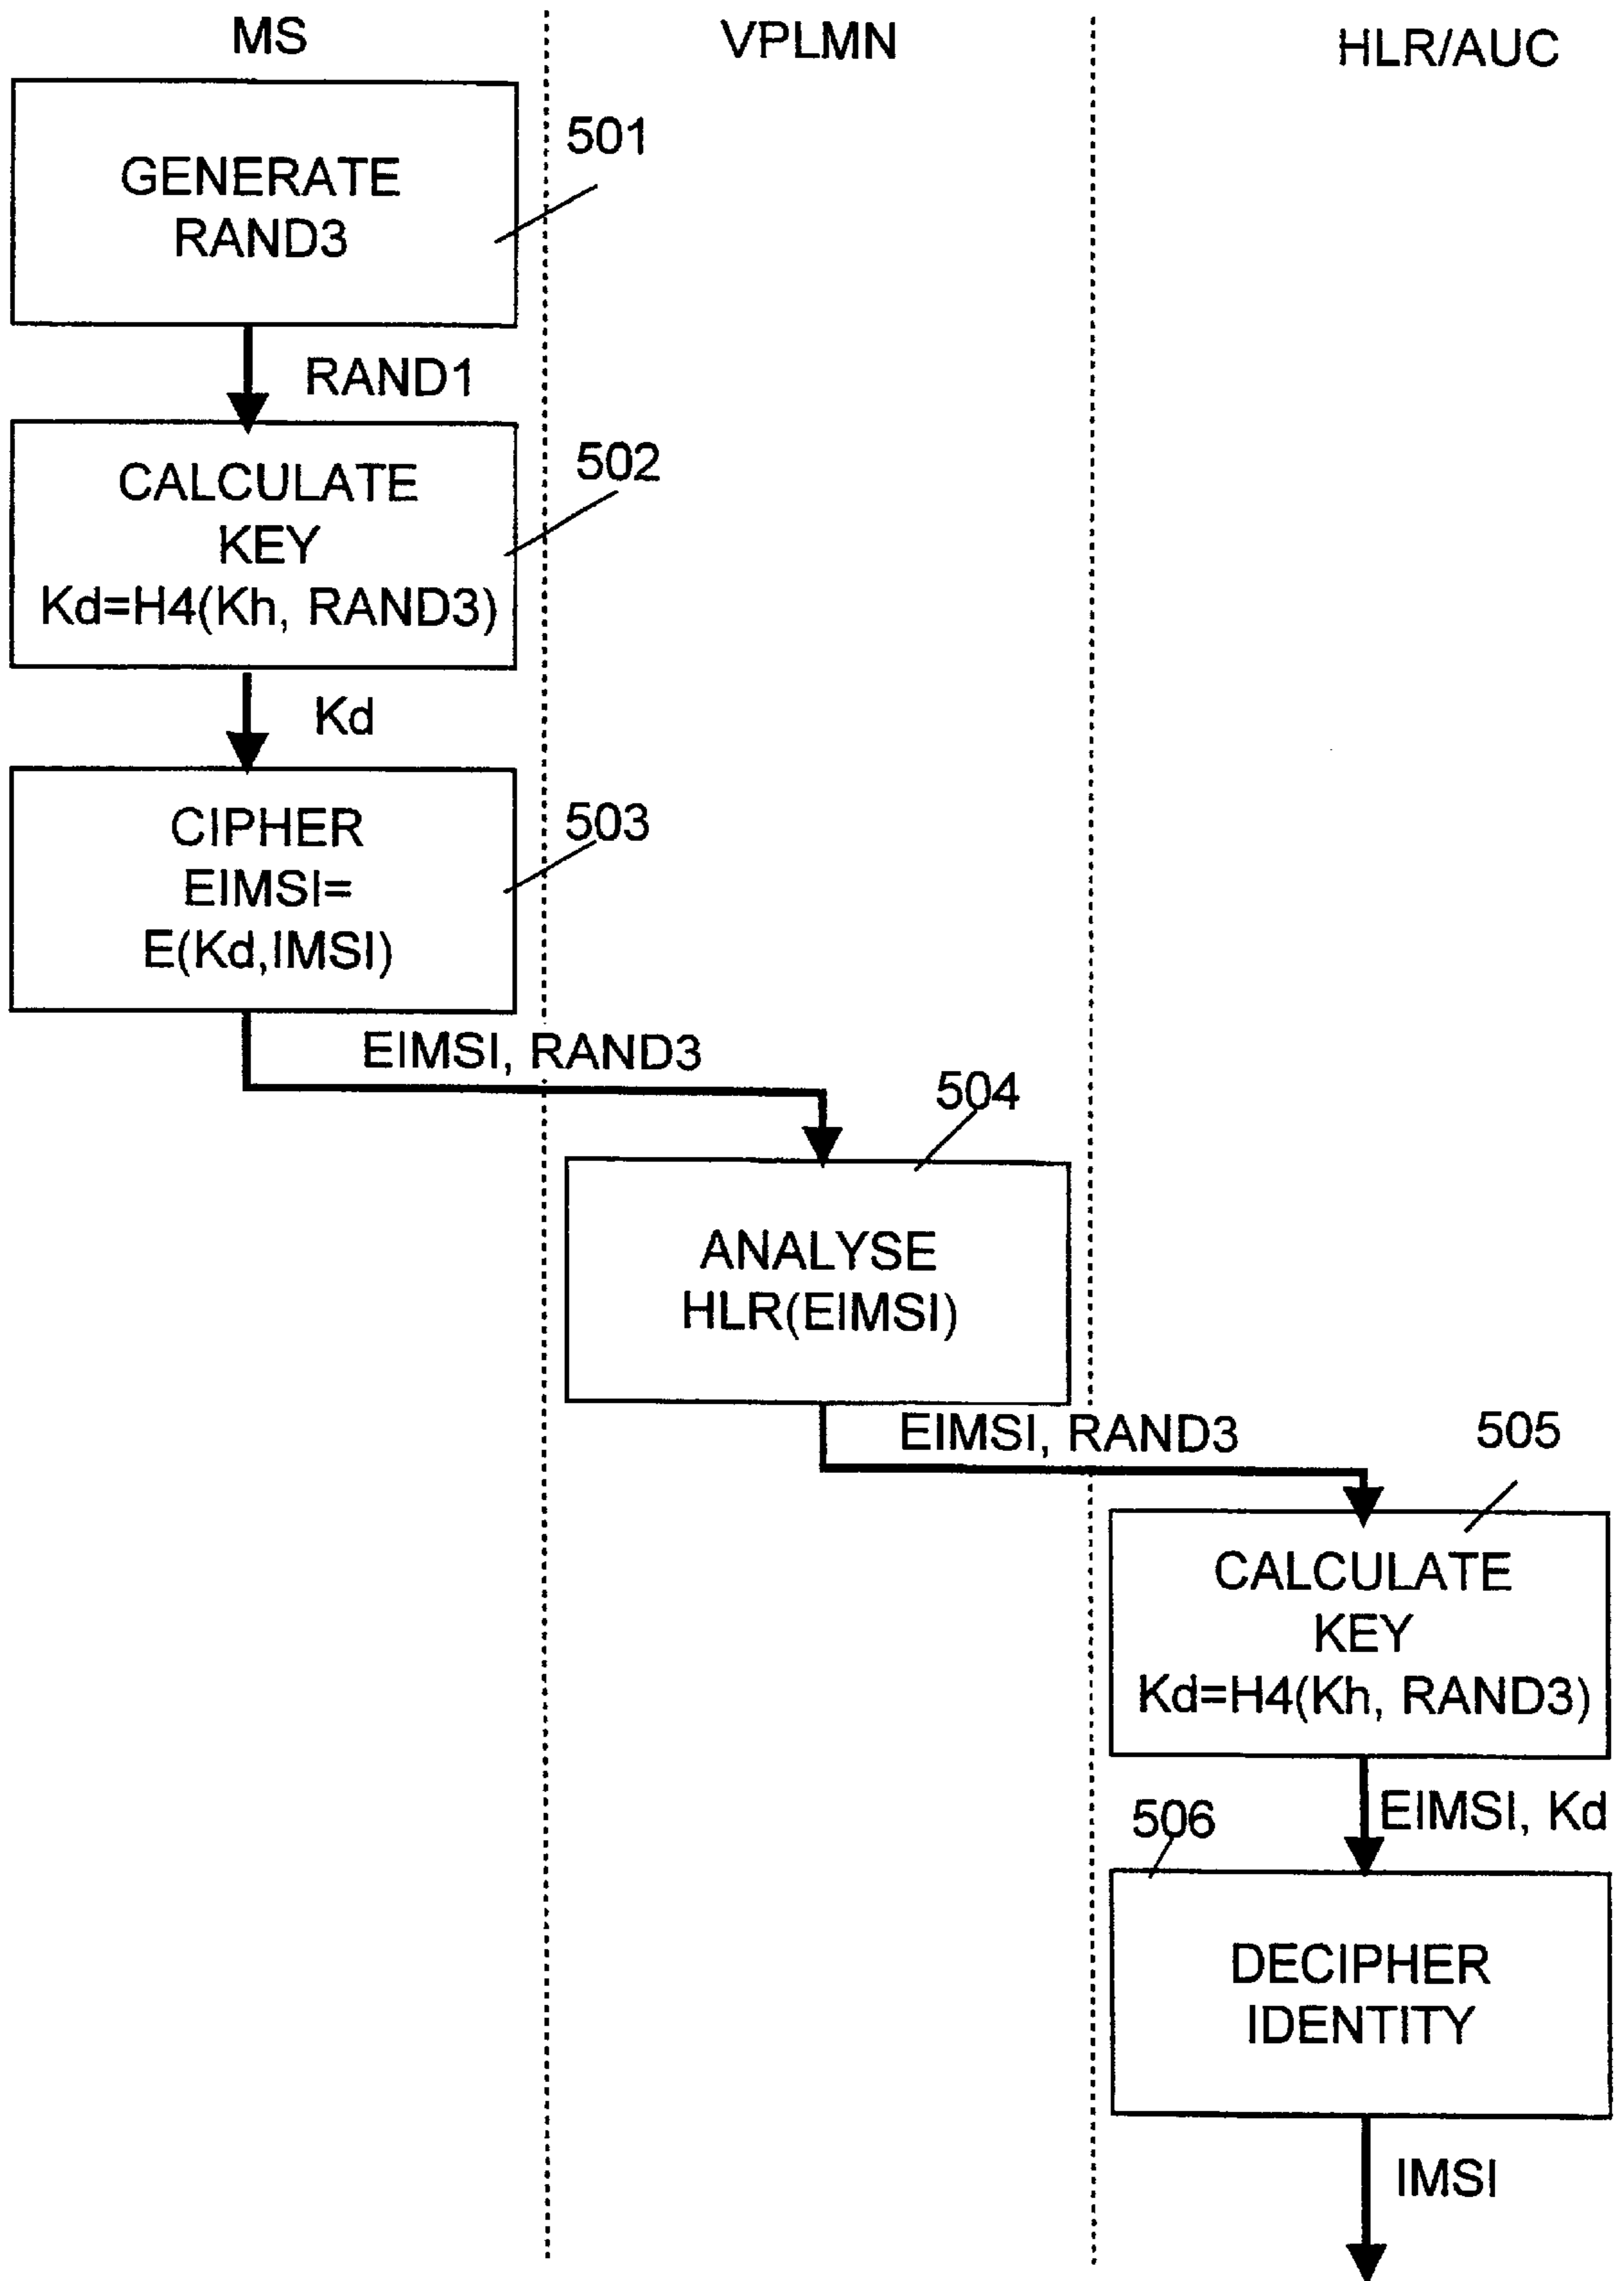 MS
VPLMN
HLR/AUC
501
GENERATE
RAND3
RAND1
502
CALCULATE
KEY
Kd=H4(Kh, RAND3)
Kd
503
CIPHER
EIMSI=
E(Kd,IMSI)
EIMSI, RAND3
504
ANALYSE
HLR(EIMSI)
EIMSI, RAND3
505
CALCULATE
KEY
Kd=H4(Kh, RAND3)
EIMSI, Kd
506
DECIPHER
IDENTITY
IMSI